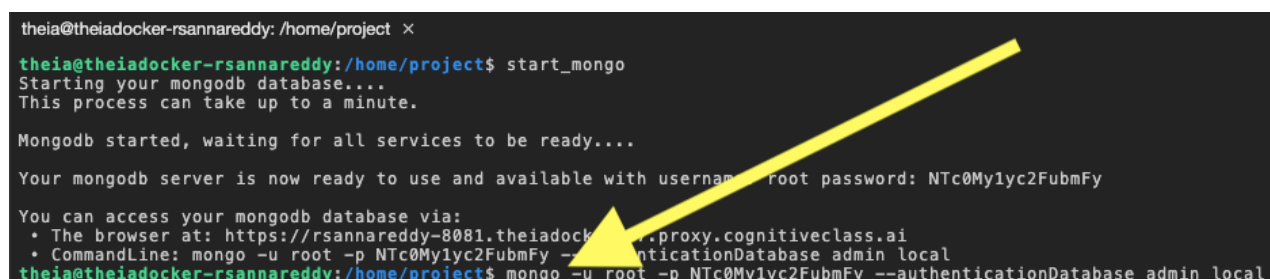 theia@theiadocker-rsannareddy: /home/project ×
theia@theiadocker-rsannareddy:/home/project$ start_mongo
Starting your mongodb database....
This process can take up to a minute.
Mongodb started, waiting for all services to be ready....
Your mongodb server is now ready to use and available with username root password: NTc0My1yc2FubmFy
You can access your mongodb database via:
• The browser at: https://rsannareddy-8081.theiadock .proxy.cognitiveclass.ai
• CommandLine: mongo -u root -p NTc0My1yc2FubmFy -- enticationDatabase admin local
theia@theiadocker-rsannareddy:/home/project$ mongo -u root -p NTc0My1yc2FubmFy --authenticationDatabase admin local